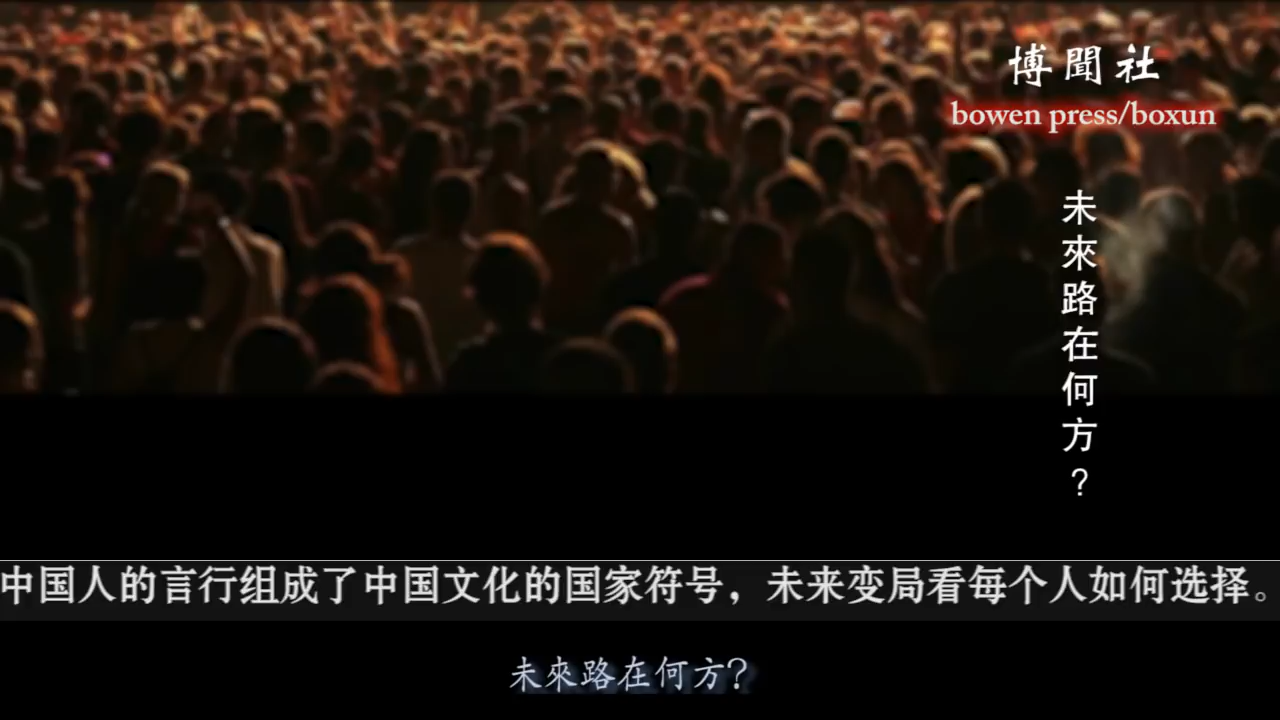 博聞社
bowen press/boxun
未來路在何方?
中国人的言行组成了中国文化的国家符号，未来变局看每个人如何选择。
未來路在何方?